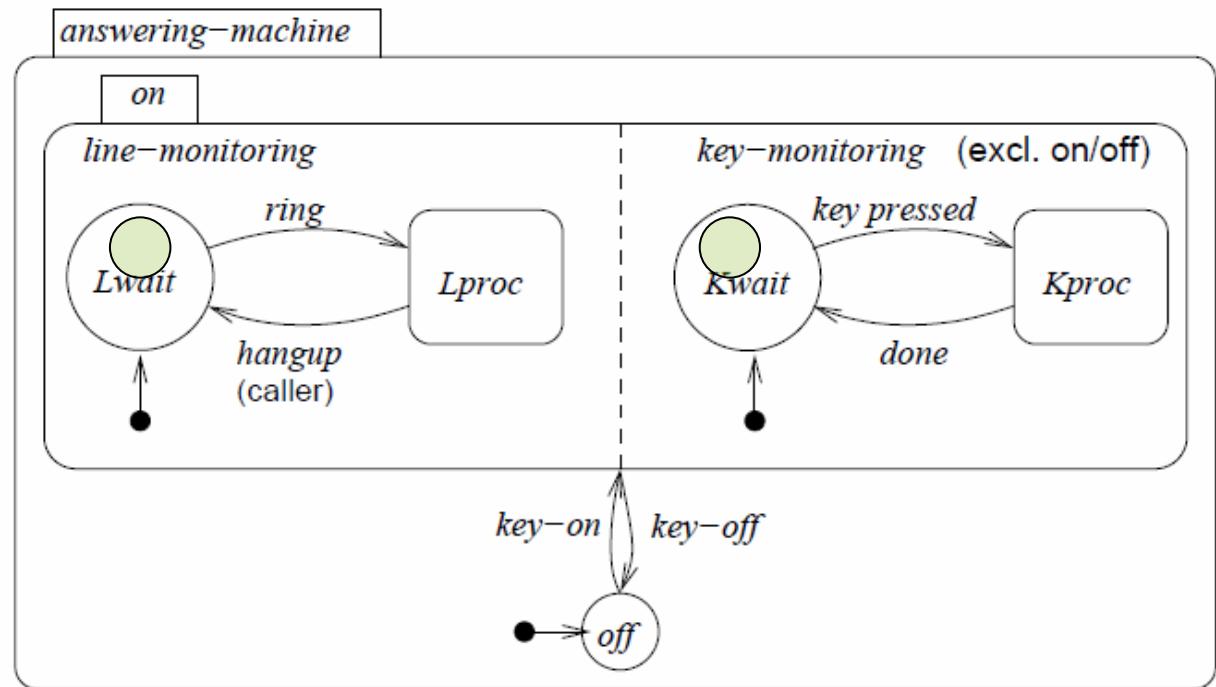 answering−machine
on
line−monitoring
key−monitoring (excl. on/off)
ring
key pressed
Lwait
Lproc
Kwait
Kproc
hangup
(caller)
done
key−on
key−off
off